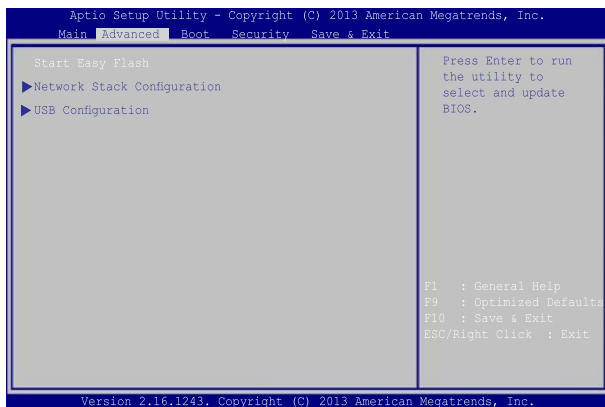 Aptio Setup Utility - Copyright (C) 2013 American Megatrends, Inc.
Main Advanced Boot Security Save & Exit
Start Easy Flash
Network Stack Configuration
USB Configuration
Press Enter to run
the utility to
select and update
BIOS.
F1 : General Help
F9 : Optimized Defaults
F10 : Save & Exit
ESC/Right Click : Exit
Version 2.16.1243. Copyright (C) 2013 American Megatrends, Inc.